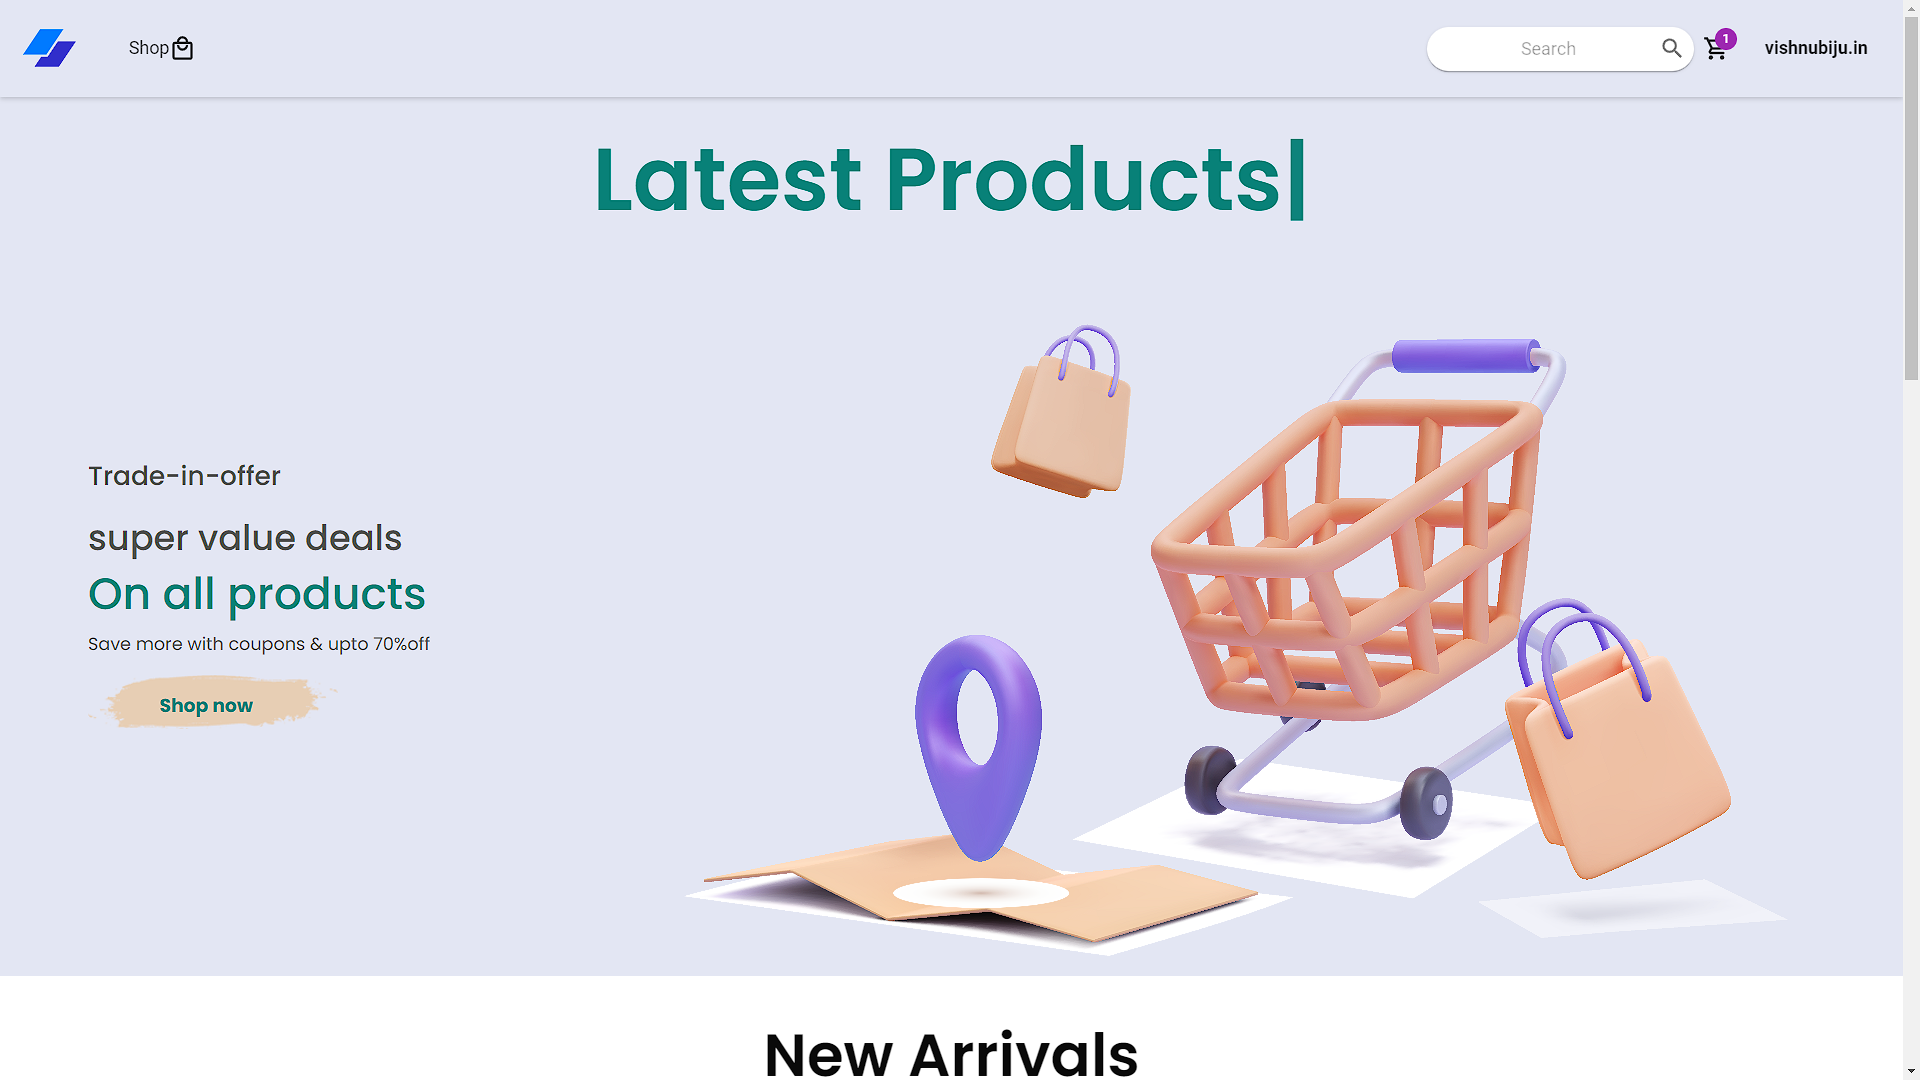 Shop
Search
1
vishnubiju.in
Latest Products|
Trade-in-offer
super value deals
On all products
Save more with coupons & upto 70%off
Shop now
New Arrivals